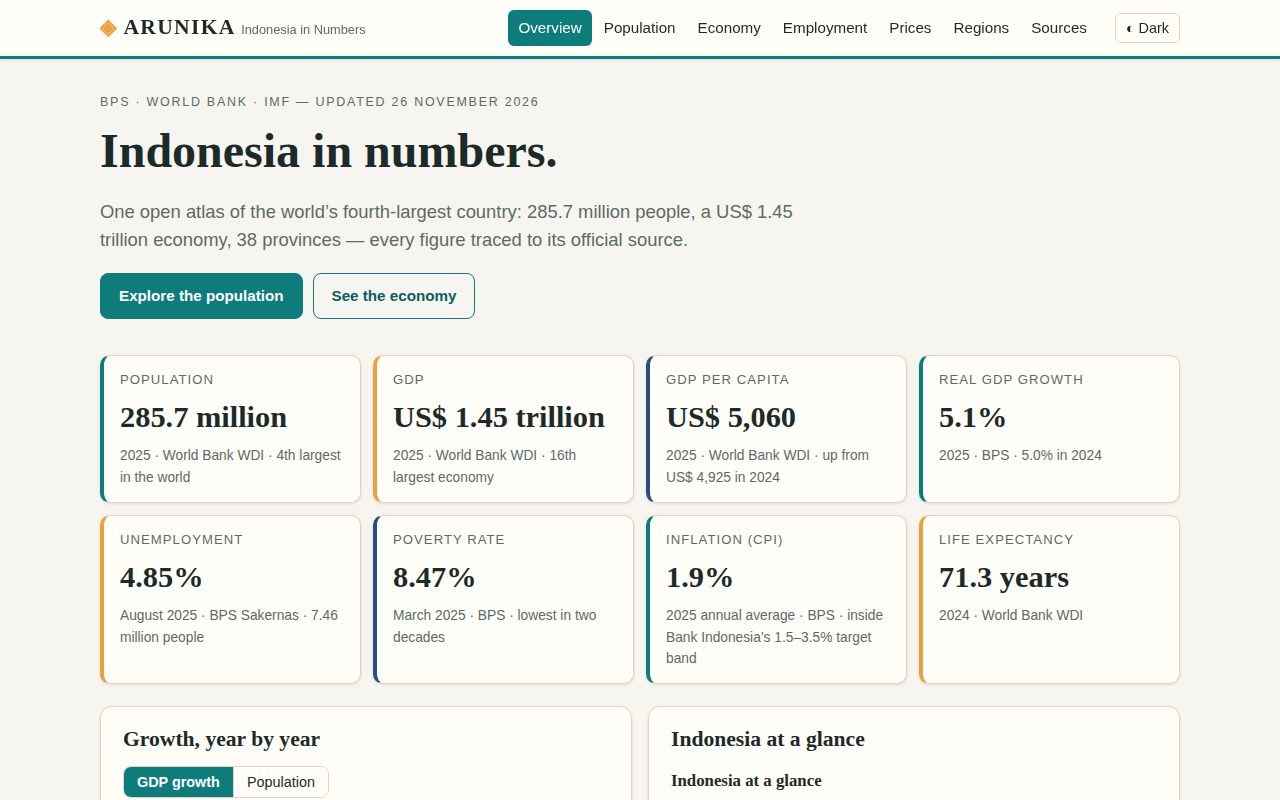 ARUNIKA Indonesia in Numbers
Overview Population Economy Employment Prices Regions Sources Dark
BPS · WORLD BANK · IMF — UPDATED 26 NOVEMBER 2026
Indonesia in numbers.
One open atlas of the world’s fourth-largest country: 285.7 million people, a US$ 1.45
trillion economy, 38 provinces — every figure traced to its official source.
Explore the population See the economy
POPULATION
285.7 million
2025 · World Bank WDI · 4th largest
in the world
GDP
US$ 1.45 trillion
2025 · World Bank WDI · 16th
largest economy
GDP PER CAPITA
US$ 5,060
2025 · World Bank WDI · up from
US$ 4,925 in 2024
REAL GDP GROWTH
5.1%
2025 · BPS · 5.0% in 2024
UNEMPLOYMENT
4.85%
August 2025 · BPS Sakernas · 7.46
million people
POVERTY RATE
8.47%
March 2025 · BPS · lowest in two
decades
INFLATION (CPI)
1.9%
2025 annual average · BPS · inside
Bank Indonesia’s 1.5–3.5% target
band
LIFE EXPECTANCY
71.3 years
2024 · World Bank WDI
Growth, year by year
GDP growth Population
Indonesia at a glance
Indonesia at a glance